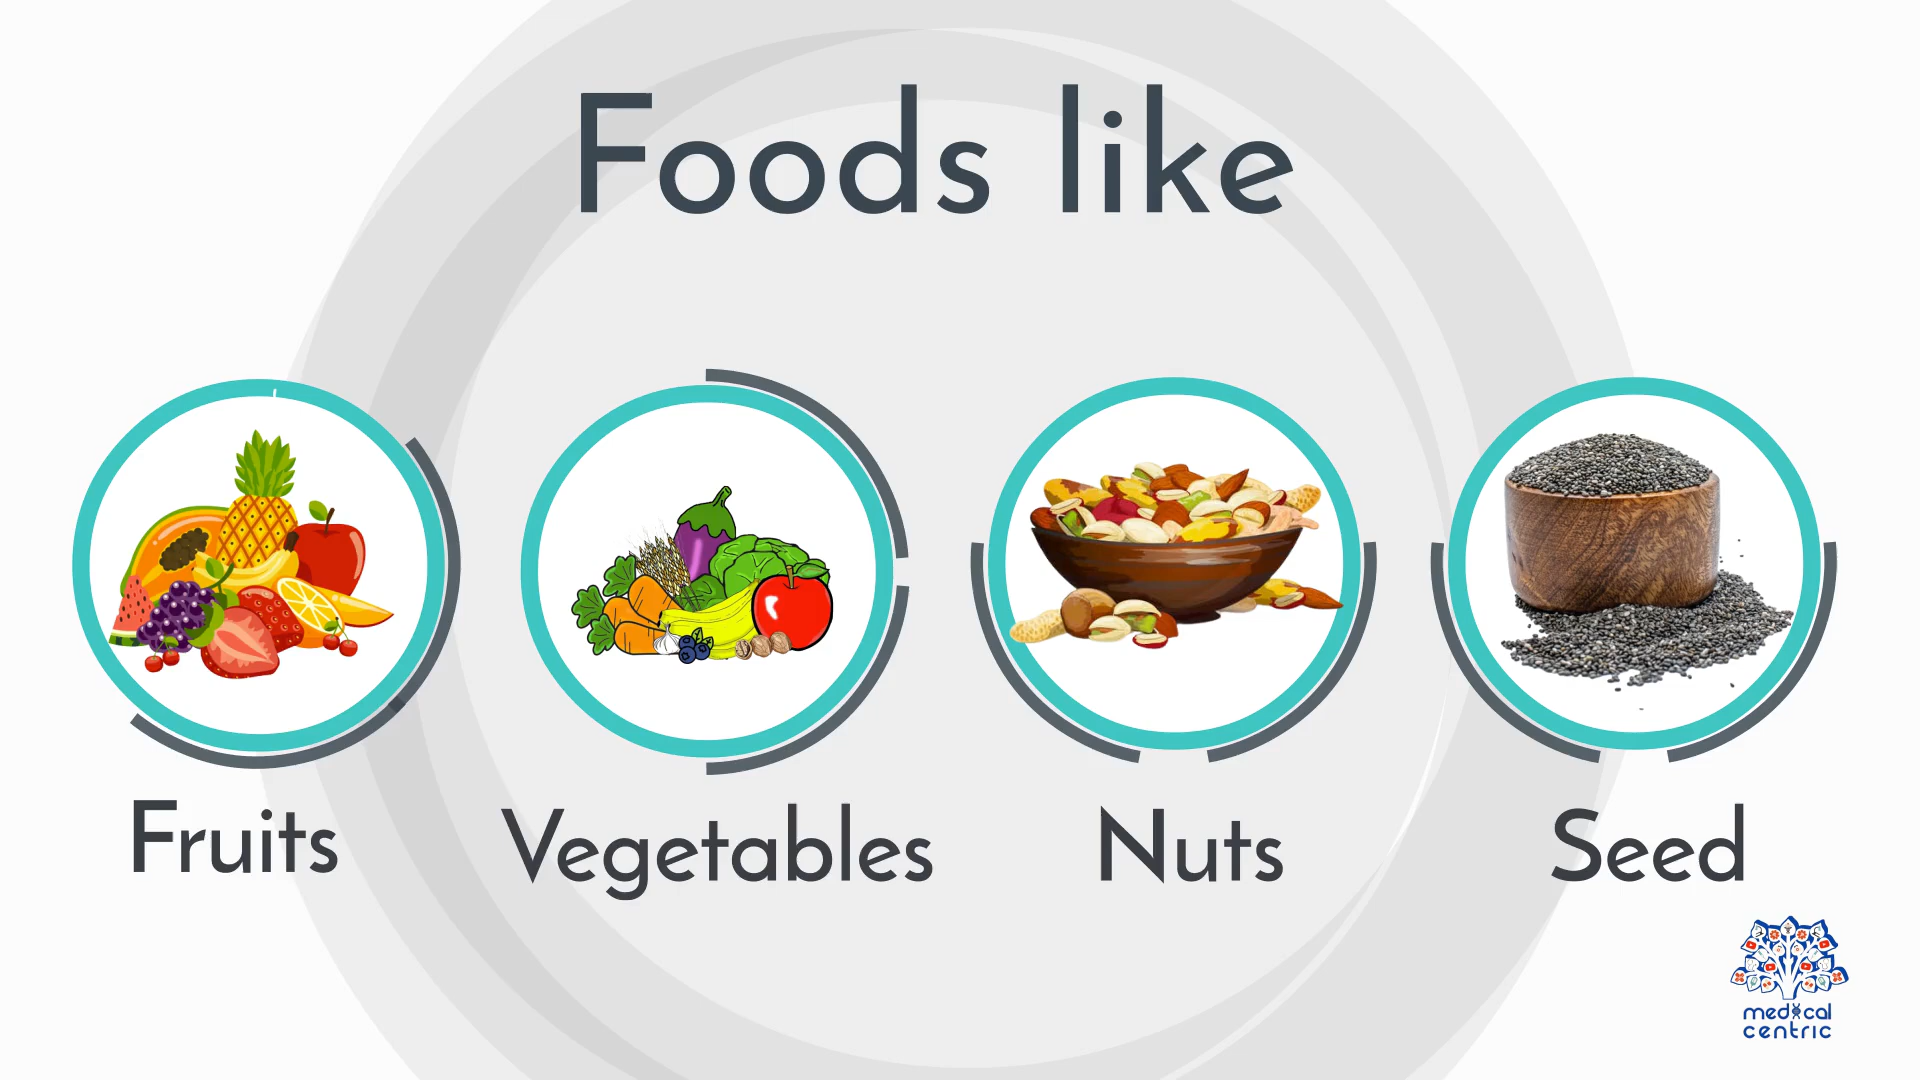 Foods like
Fruits
Vegetables
Nuts
Seed
medical
centric